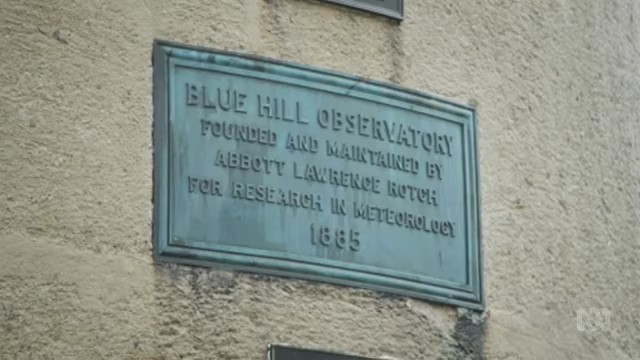 BLUE HILL OBSERVATORY
FOUNDED AND MAINTAINED BY
ABBOTT LAWRENCE ROTCH
FOR RESEARCH IN METEOROLOGY
1885